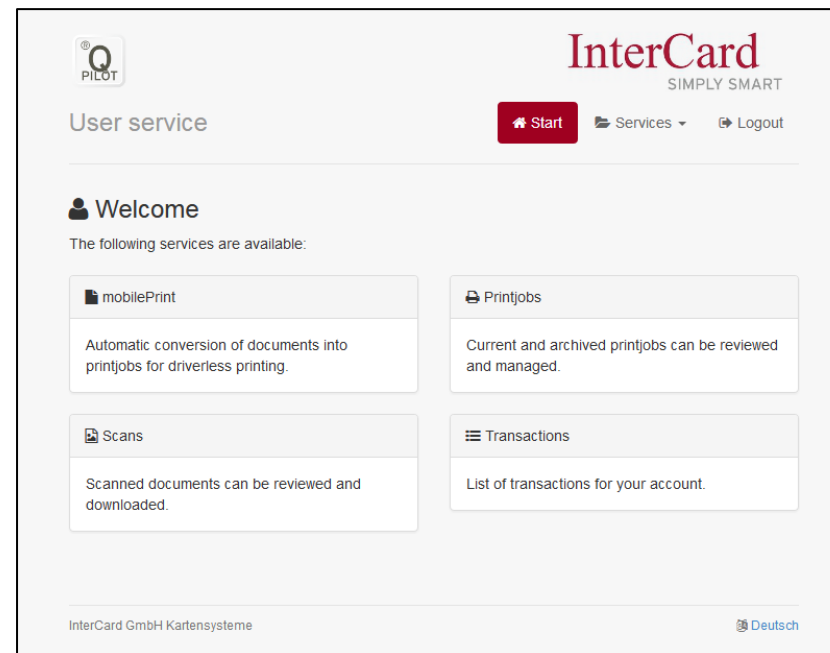 ® Q
PILOT
InterCard
SIMPLY SMART
User service
Start Services Logout
Welcome
The following services are available:
mobilePrint
Automatic conversion of documents into
printjobs for driverless printing.
Printjobs
Current and archived printjobs can be reviewed
and managed.
Scans
Scanned documents can be reviewed and
downloaded.
Transactions
List of transactions for your account.
InterCard GmbH Kartensysteme
Deutsch